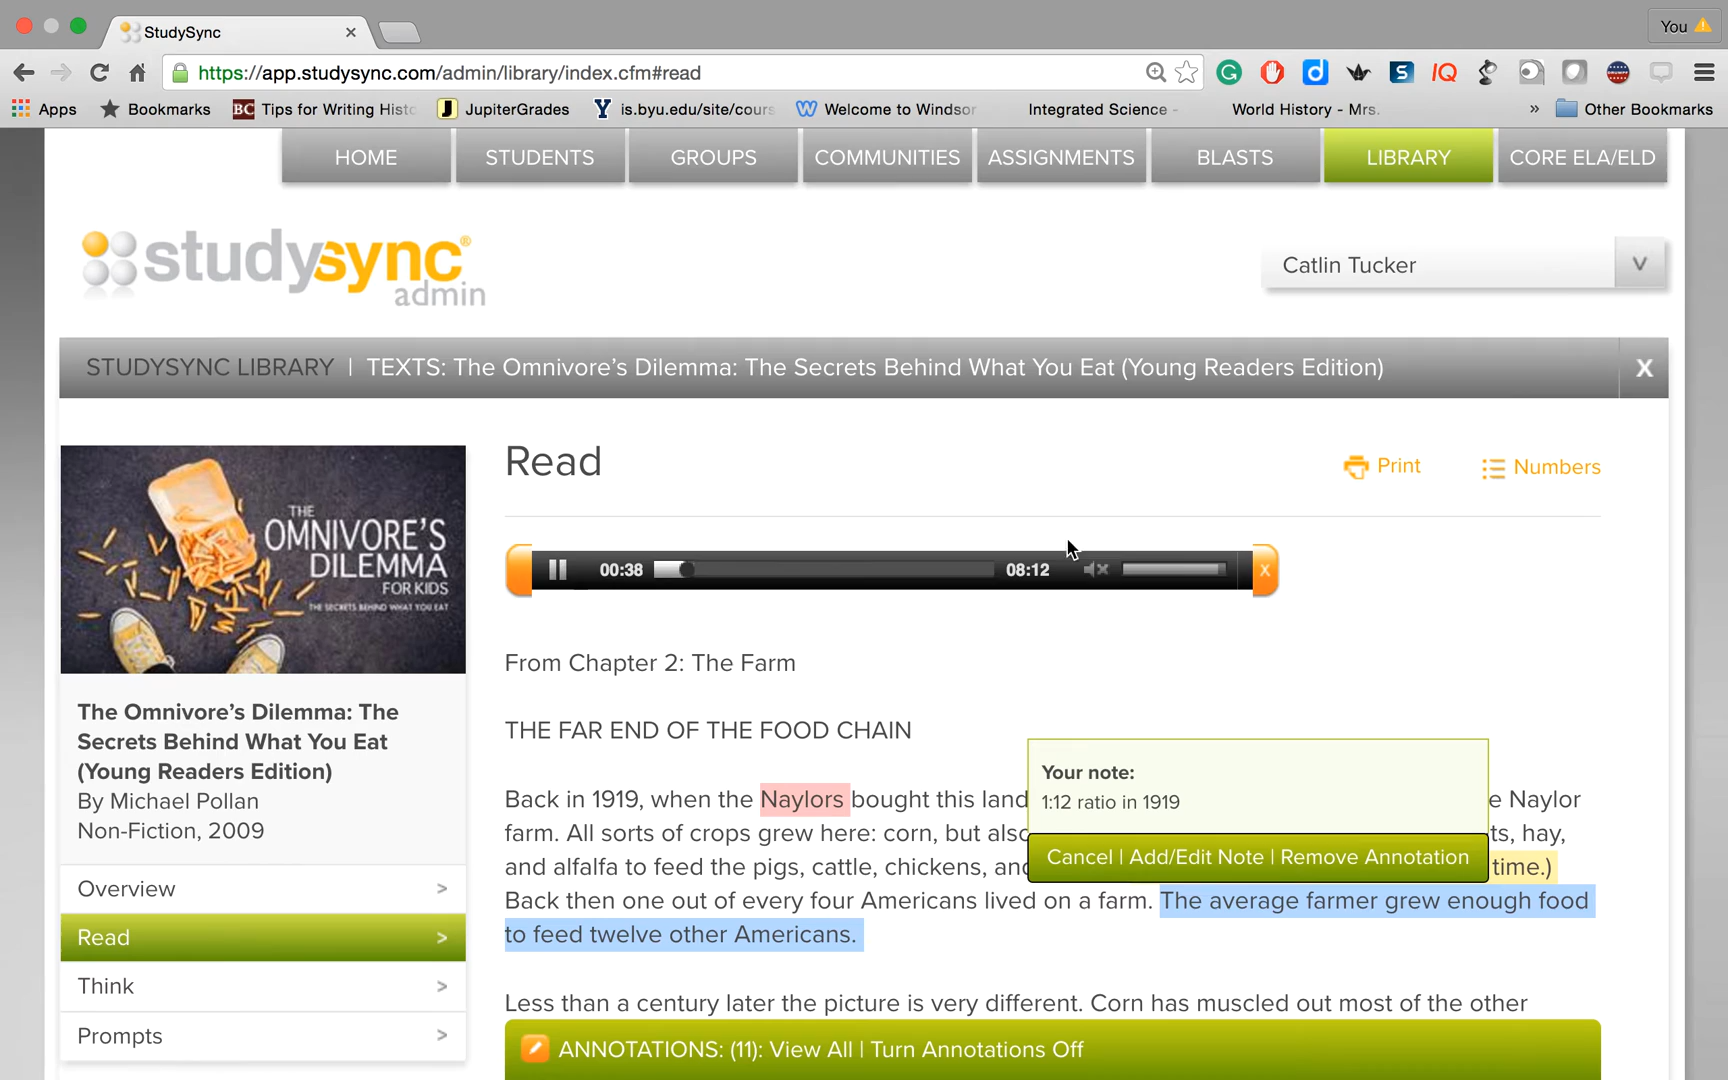 StudySync
You
https://app.studysync.com/admin/library/index.cfm#read
Apps Bookmarks Tips for Writing Histo JupiterGrades is.byu.edu/site/cours Welcome to Windsor Integrated Science - World History - Mrs. » Other Bookmarks
HOME STUDENTS GROUPS COMMUNITIES ASSIGNMENTS BLASTS LIBRARY CORE ELA/ELD
studysync®
admin
Catlin Tucker
STUDYSYNC LIBRARY | TEXTS: The Omnivore's Dilemma: The Secrets Behind What You Eat (Young Readers Edition) X
THE
OMNIVORE'S
DILEMMA
FOR KIDS
THE SECRETS BEHIND WHAT YOU EAT
The Omnivore's Dilemma: The
Secrets Behind What You Eat
(Young Readers Edition)
By Michael Pollan
Non-Fiction, 2009
Overview >
Read >
Think >
Prompts >
Read
Print
Numbers
00:38 08:12 x
From Chapter 2: The Farm
THE FAR END OF THE FOOD CHAIN
Your note:
1:12 ratio in 1919
Cancel | Add/Edit Note | Remove Annotation
Back in 1919, when the Naylors bought this land e Naylor
farm. All sorts of crops grew here: corn, but also ts, hay,
and alfalfa to feed the pigs, cattle, chickens, and time.)
Back then one out of every four Americans lived on a farm. The average farmer grew enough food
to feed twelve other Americans.
Less than a century later the picture is very different. Corn has muscled out most of the other
ANNOTATIONS: (11): View All | Turn Annotations Off